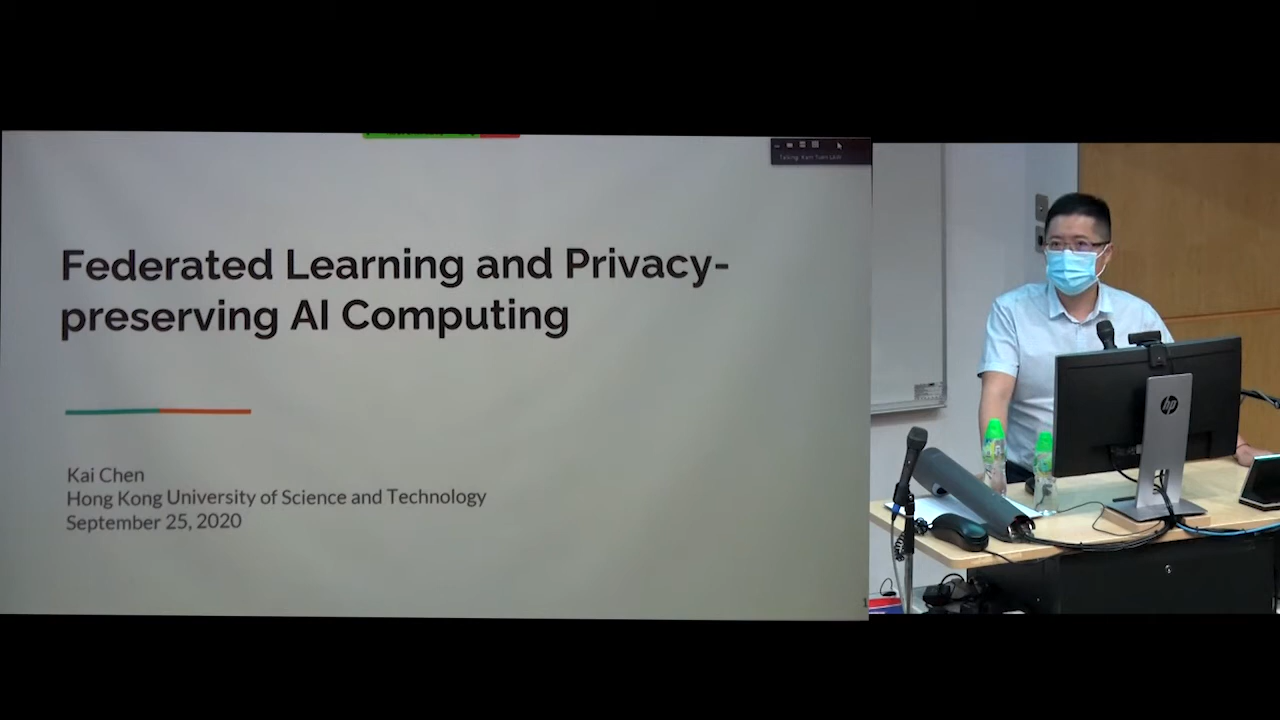 Federated Learning and Privacy-
preserving AI Computing
Kai Chen
Hong Kong University of Science and Technology
September 25, 2020
hp